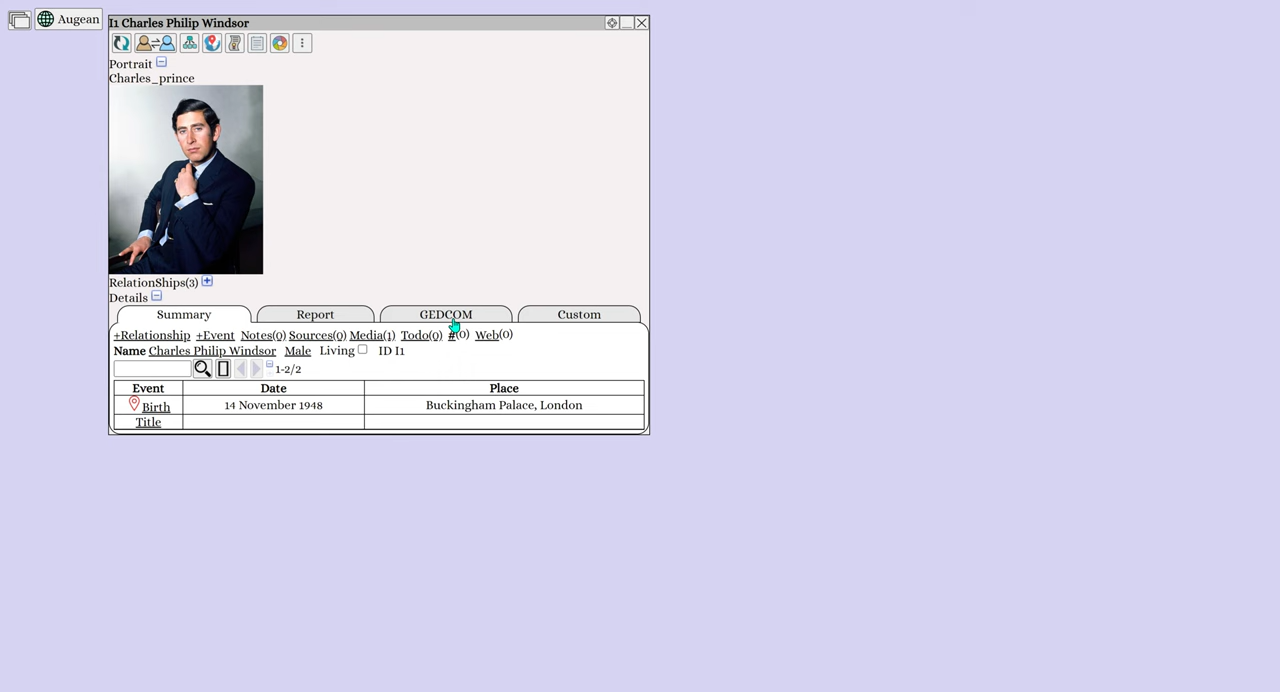 Augean
I1 Charles Philip Windsor
Portrait
Charles_prince
RelationShips(3)
Details
Summary Report GEDCOM Custom
+Relationship +Event Notes(0) Sources(0) Media(1) Todo(0) #(0) Web(0)
Name Charles Philip Windsor Male Living ID I1
1-2/2
Event Date Place
Birth 14 November 1948 Buckingham Palace, London
Title